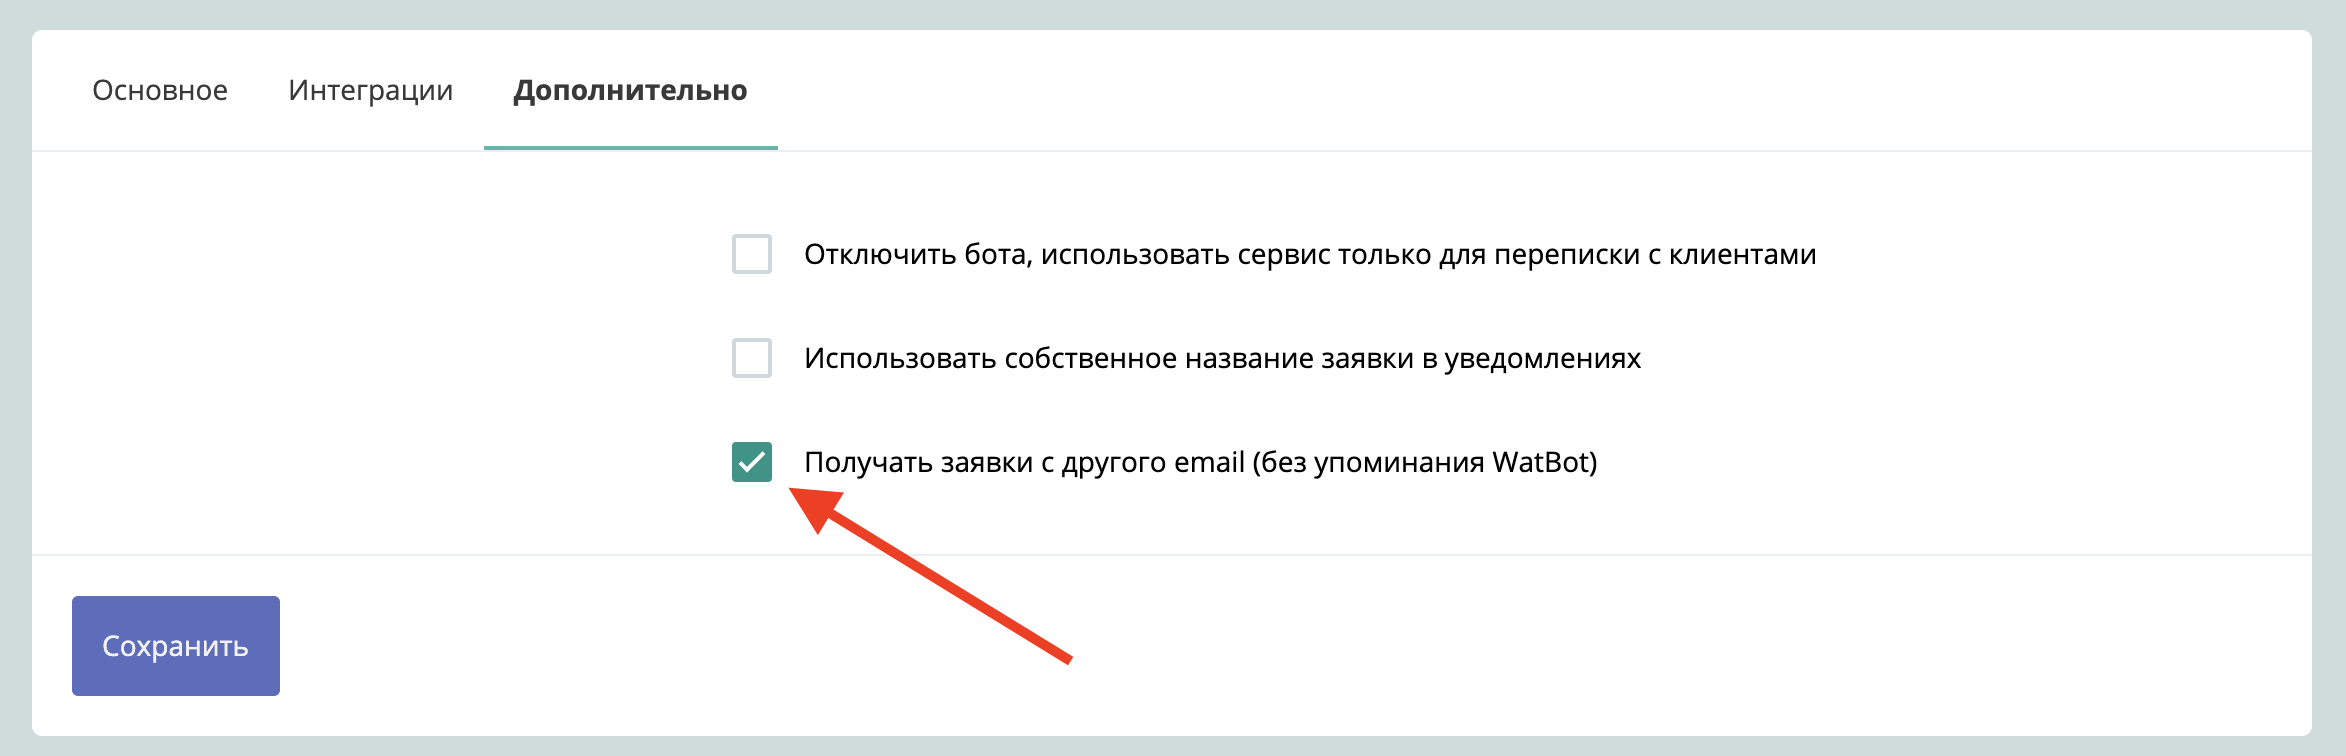 Основное Интеграции Дополнительно
Отключить бота, использовать сервис только для переписки с клиентами
Использовать собственное название заявки в уведомлениях
Получать заявки с другого email (без упоминания WatBot)
Сохранить